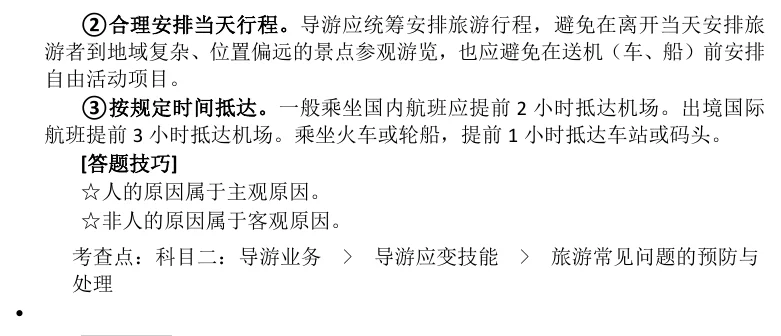 ②合理安排当天行程。导游应统筹安排旅游行程，避免在离开当天安排旅
游者到地域复杂、位置偏远的景点参观游览，也应避免在送机（车、船）前安排
自由活动项目。
③按规定时间抵达。一般乘坐国内航班应提前 2 小时抵达机场。出境国际
航班提前 3 小时抵达机场。乘坐火车或轮船，提前 1 小时抵达车站或码头。
[答题技巧]
☆人的原因属于主观原因。
☆非人的原因属于客观原因。
考查点：科目二：导游业务 > 导游应变技能 > 旅游常见问题的预防与
处理